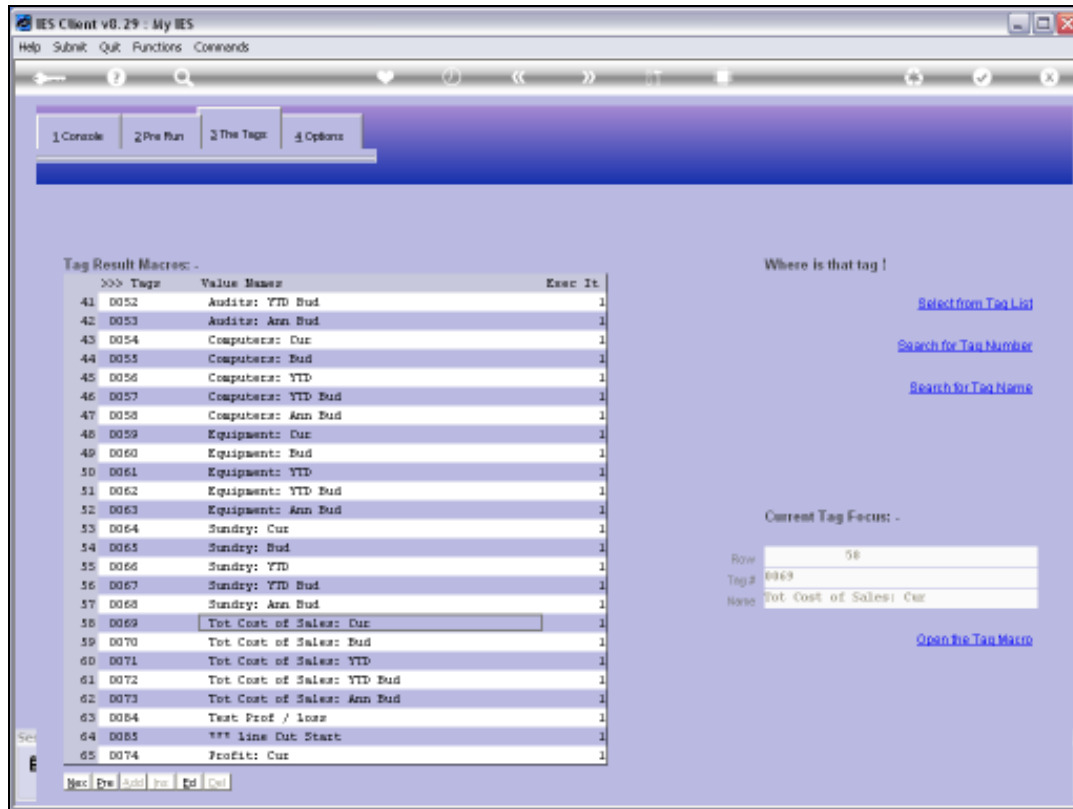 IES Client v8.29 : My IES
Help Submit Quit Functions Commands
1 Console 2 Pre Run 3 The Tags 4 Options
Tag Result Macros: -
>>> Tags Value Names Exec It
41 0052 Audits: YTD Bud 1
42 0053 Audits: Ann Bud 1
43 0054 Computers: Cur 1
44 0055 Computers: Bud 1
45 0056 Computers: YTD 1
46 0057 Computers: YTD Bud 1
47 0058 Computers: Ann Bud 1
48 0059 Equipment: Cur 1
49 0060 Equipment: Bud 1
50 0061 Equipment: YTD 1
51 0062 Equipment: YTD Bud 1
52 0063 Equipment: Ann Bud 1
53 0064 Sundry: Cur 1
54 0065 Sundry: Bud 1
55 0066 Sundry: YTD 1
56 0067 Sundry: YTD Bud 1
57 0068 Sundry: Ann Bud 1
58 0069 Tot Cost of Sales: Cur 1
59 0070 Tot Cost of Sales: Bud 1
60 0071 Tot Cost of Sales: YTD 1
61 0072 Tot Cost of Sales: YTD Bud 1
62 0073 Tot Cost of Sales: Ann Bud 1
63 0084 Test Prof / Loss 1
64 0085 *** Line Cut Start 1
65 0074 Profit: Cur 1
Nex Pre Add Ins Ed Del
Where is that tag !
Select from Tag List
Search for Tag Number
Search for Tag Name
Current Tag Focus: -
Row 58
Tag # 0069
Name Tot Cost of Sales: Cur
Open the Tag Macro